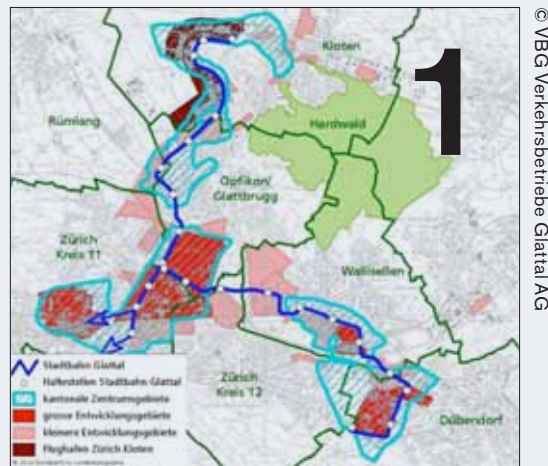 Kloten
1
Rümlang
Hardwald
Opfikon/
Glattbrugg
Zürich
Kreis 11
Wallisellen
Zürich
Kreis 12
Dübendorf
Stadtbahn Glattal
Haltestellen Stadtbahn Glattal
kantonale Zentrumsgebiete
grosse Entwicklungsgebiete
kleinere Entwicklungsgebiete
Flughafen Zürich Kloten
© VBG Verkehrsbetriebe Glattal AG